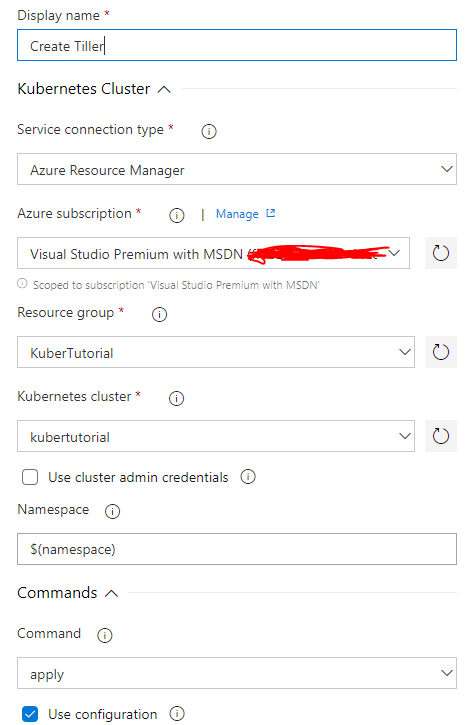 Display name *
Create Tiller
Kubernetes Cluster
Service connection type *
Azure Resource Manager
Azure subscription * | Manage
Visual Studio Premium with MSDN
Scoped to subscription 'Visual Studio Premium with MSDN'
Resource group *
KuberTutorial
Kubernetes cluster *
kubertutorial
Use cluster admin credentials
Namespace
$(namespace)
Commands
Command
apply
Use configuration